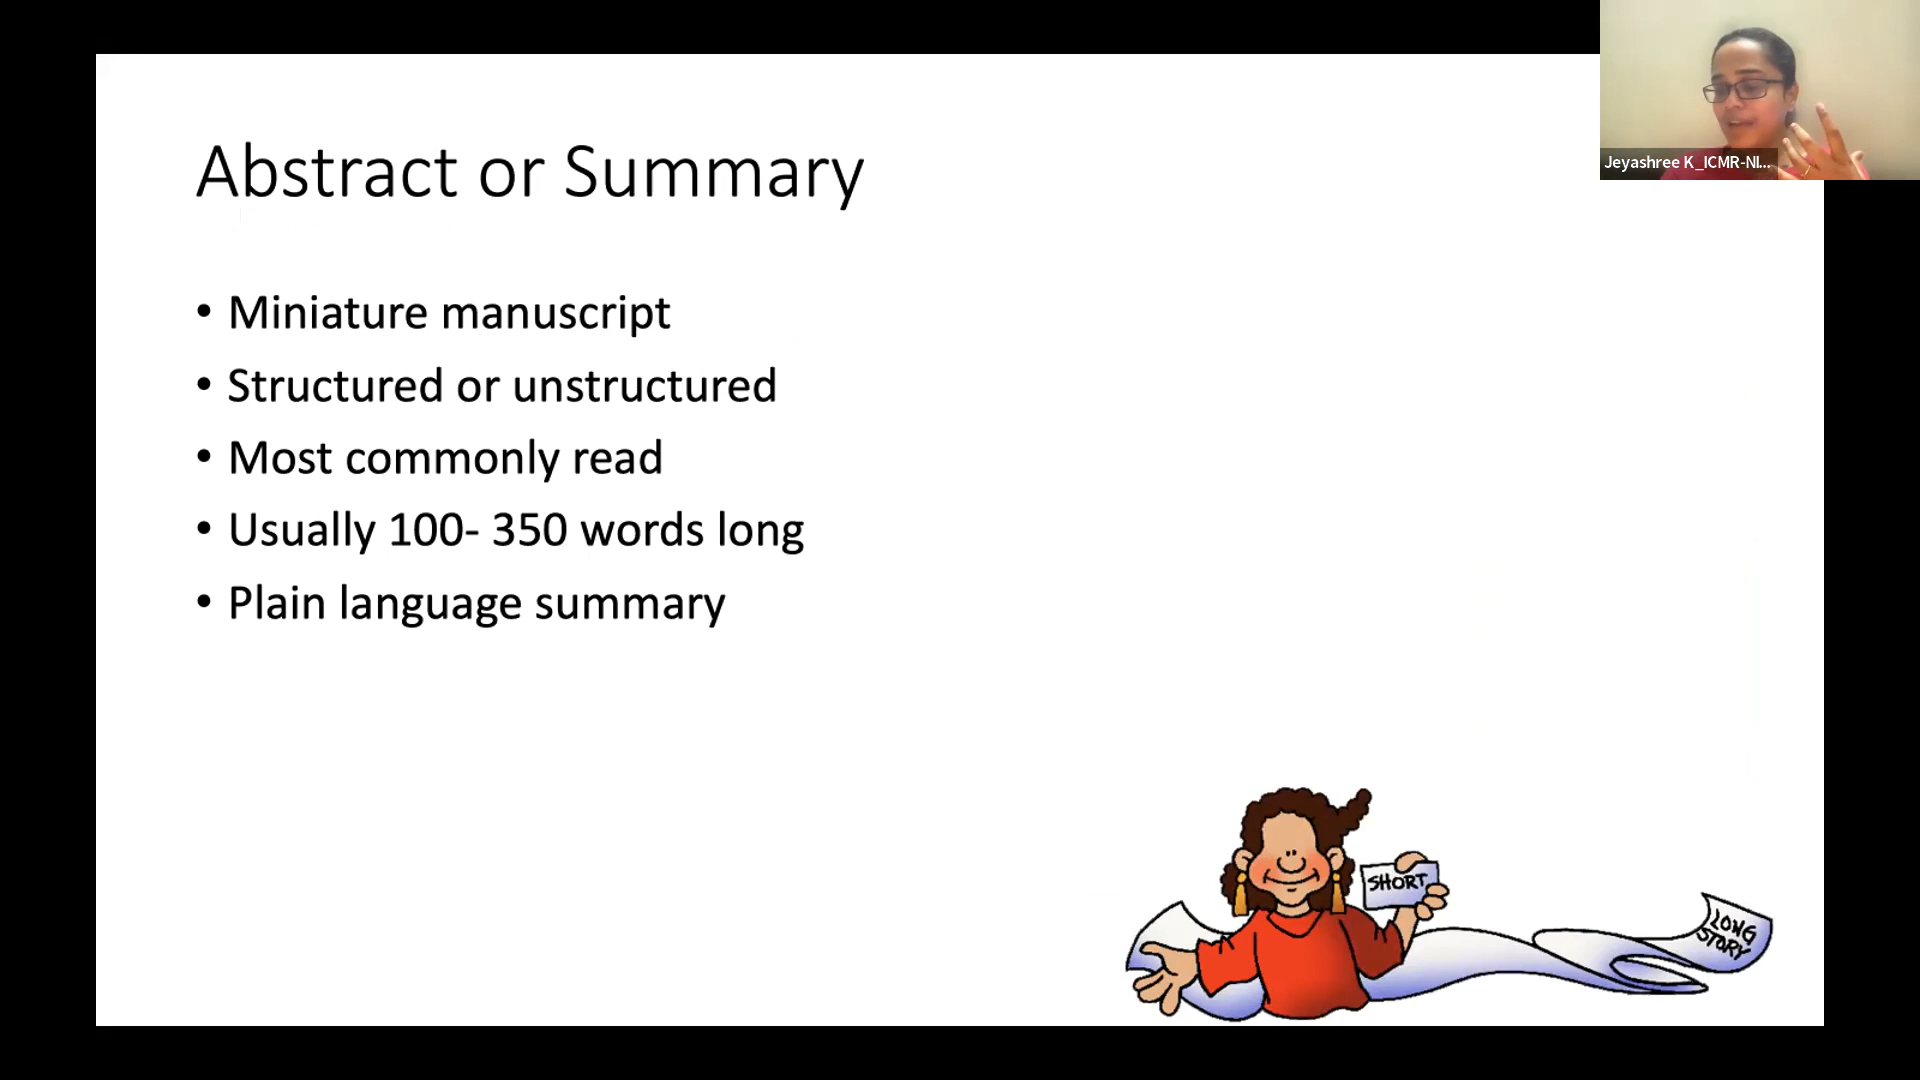 Abstract or Summary
Jeyashree K_ICMR-NI...
• Miniature manuscript
• Structured or unstructured
• Most commonly read
• Usually 100- 350 words long
• Plain language summary
SHORT
LONG
STORY